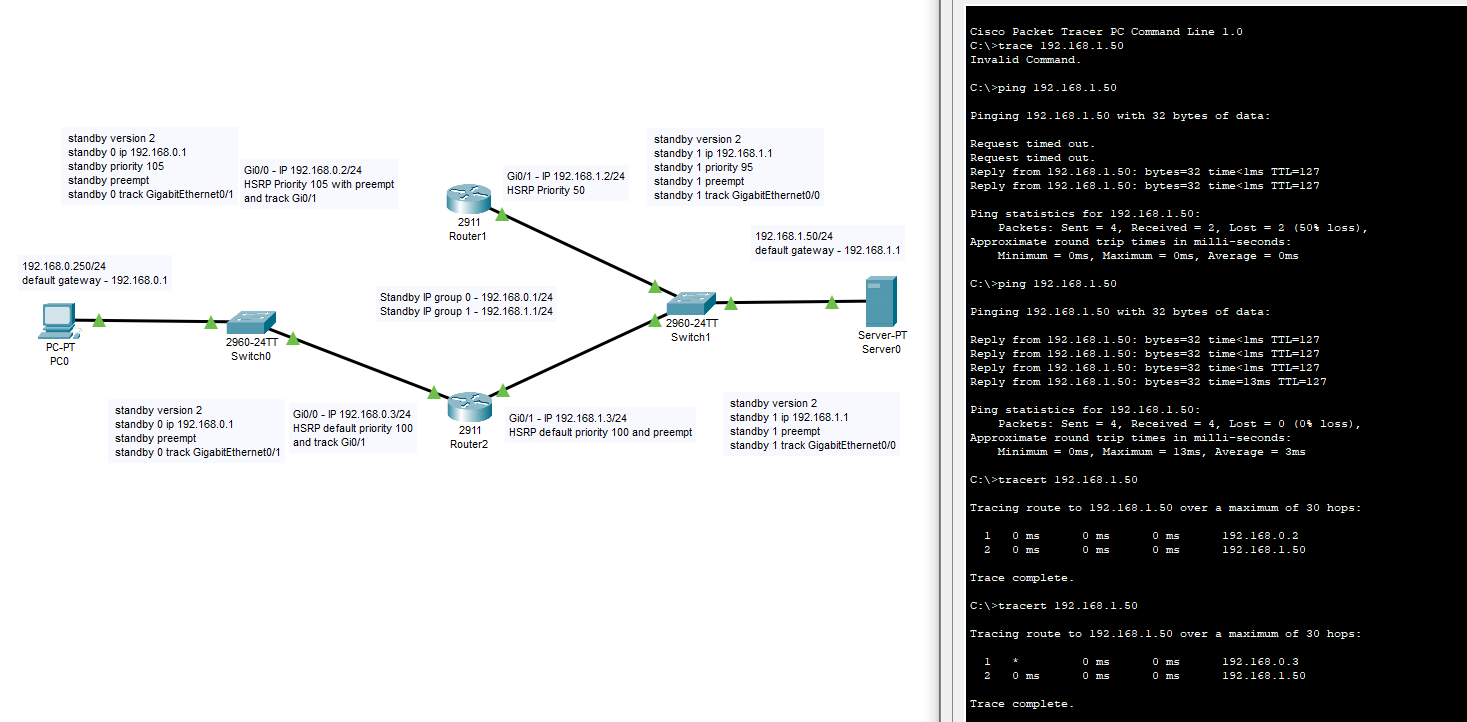 standby version 2
standby 0 ip 192.168.0.1
standby priority 105
standby preempt
standby 0 track GigabitEthernet0/1
Gi0/0 - IP 192.168.0.2/24
HSRP Priority 105 with preempt
and track Gi0/1
Gi0/1 - IP 192.168.1.2/24
HSRP Priority 50
standby version 2
standby 1 ip 192.168.1.1
standby 1 priority 95
standby 1 preempt
standby 1 track GigabitEthernet0/0
2911
Router1
192.168.1.50/24
default gateway - 192.168.1.1
192.168.0.250/24
default gateway - 192.168.0.1
Standby IP group 0 - 192.168.0.1/24
Standby IP group 1 - 192.168.1.1/24
PC-PT
PC0
2960-24TT
Switch0
2960-24TT
Switch1
Server-PT
Server0
standby version 2
standby 0 ip 192.168.0.1
standby preempt
standby 0 track GigabitEthernet0/1
Gi0/0 - IP 192.168.0.3/24
HSRP default priority 100
and track Gi0/1
2911
Router2
Gi0/1 - IP 192.168.1.3/24
HSRP default priority 100 and preempt
standby version 2
standby 1 ip 192.168.1.1
standby 1 preempt
standby 1 track GigabitEthernet0/0
Cisco Packet Tracer PC Command Line 1.0
C:\>trace 192.168.1.50
Invalid Command.
C:\>ping 192.168.1.50
Pinging 192.168.1.50 with 32 bytes of data:
Request timed out.
Request timed out.
Reply from 192.168.1.50: bytes=32 time<1ms TTL=127
Reply from 192.168.1.50: bytes=32 time<1ms TTL=127
Ping statistics for 192.168.1.50:
Packets: Sent = 4, Received = 2, Lost = 2 (50% loss),
Approximate round trip times in milli-seconds:
Minimum = 0ms, Maximum = 0ms, Average = 0ms
C:\>ping 192.168.1.50
Pinging 192.168.1.50 with 32 bytes of data:
Reply from 192.168.1.50: bytes=32 time<1ms TTL=127
Reply from 192.168.1.50: bytes=32 time<1ms TTL=127
Reply from 192.168.1.50: bytes=32 time<1ms TTL=127
Reply from 192.168.1.50: bytes=32 time=13ms TTL=127
Ping statistics for 192.168.1.50:
Packets: Sent = 4, Received = 4, Lost = 0 (0% loss),
Approximate round trip times in milli-seconds:
Minimum = 0ms, Maximum = 13ms, Average = 3ms
C:\>tracert 192.168.1.50
Tracing route to 192.168.1.50 over a maximum of 30 hops:
1 0 ms 0 ms 0 ms 192.168.0.2
2 0 ms 0 ms 0 ms 192.168.1.50
Trace complete.
C:\>tracert 192.168.1.50
Tracing route to 192.168.1.50 over a maximum of 30 hops:
1 * 0 ms 0 ms 192.168.0.3
2 0 ms 0 ms 0 ms 192.168.1.50
Trace complete.